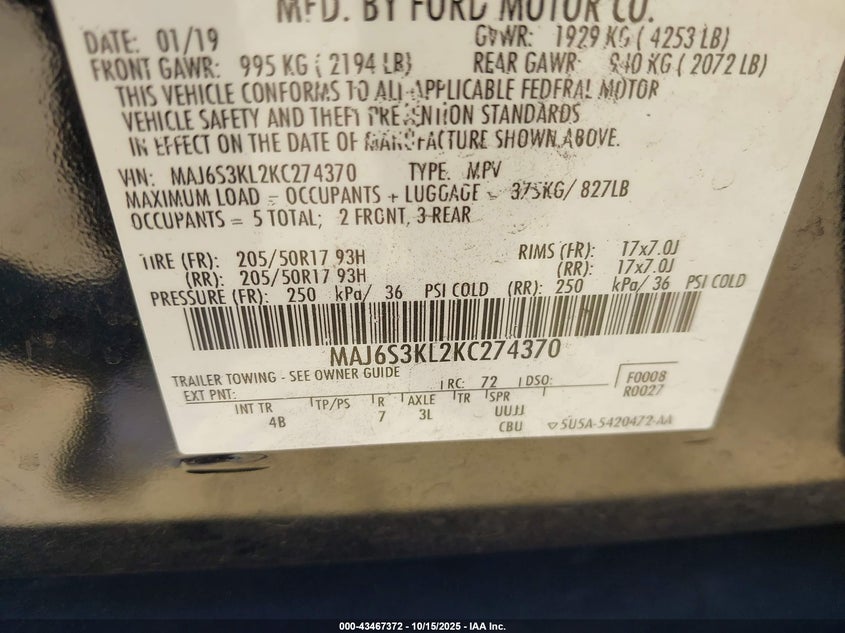 MFD. BY FORD MOTOR CO.
DATE: 01/19 GVWR: 1929 KG ( 4253 LB)
FRONT GAWR: 995 KG ( 2194 LB) REAR GAWR: 940 KG ( 2072 LB)
THIS VEHICLE CONFORMS TO ALL APPLICABLE FEDERAL MOTOR
VEHICLE SAFETY AND THEFT PREVENTION STANDARDS
IN EFFECT ON THE DATE OF MANUFACTURE SHOWN ABOVE.
VIN: MAJ6S3KL2KC274370 TYPE: MPV
MAXIMUM LOAD = OCCUPANTS + LUGGAGE = 375KG/ 827LB
OCCUPANTS = 5 TOTAL; 2 FRONT, 3 REAR
TIRE (FR): 205/50R17 93H RIMS (FR): 17x7.0J
(RR): 205/50R17 93H (RR): 17x7.0J
PRESSURE (FR): 250 kPa/ 36 PSI COLD (RR): 250 kPa/ 36 PSI COLD
MAJ6S3KL2KC274370
TRAILER TOWING - SEE OWNER GUIDE
EXT PNT: RC: 72 DSO: F0008
R0027
INT TR TP/PS R AXLE TR SPR
4B 7 3L UUJJ
CBU 5U5A-5420472-AA
000-43467372 - 10/15/2025 - IAA Inc.